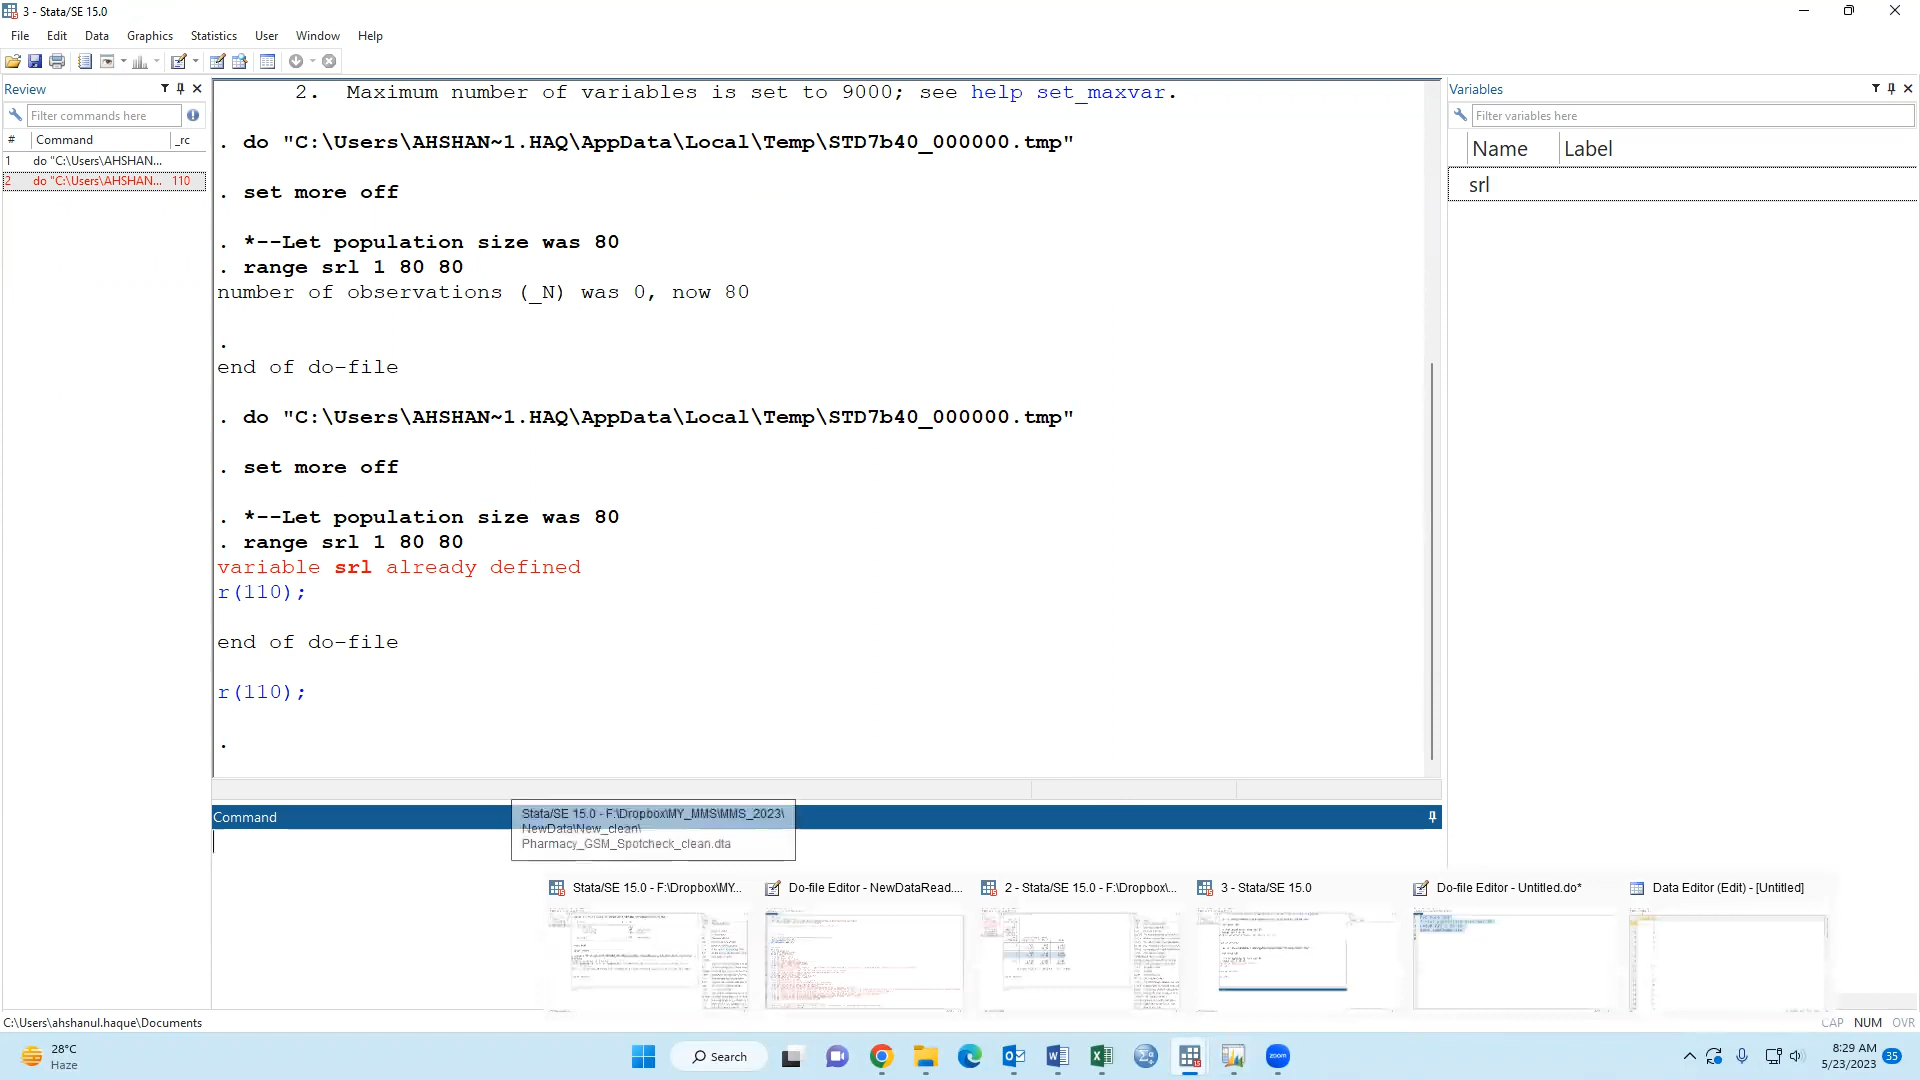 3 - Stata/SE 15.0
File Edit Data Graphics Statistics User Window Help
Review
Filter commands here
# Command _rc
1 do "C:\Users\AHSHAN...
2 do "C:\Users\AHSHAN... 110
2. Maximum number of variables is set to 9000; see help set_maxvar.
. do "C:\Users\AHSHAN~1.HAQ\AppData\Local\Temp\STD7b40_000000.tmp"
. set more off
. *--Let population size was 80
. range srl 1 80 80
number of observations (_N) was 0, now 80
.
end of do-file
. do "C:\Users\AHSHAN~1.HAQ\AppData\Local\Temp\STD7b40_000000.tmp"
. set more off
. *--Let population size was 80
. range srl 1 80 80
variable srl already defined
r(110);
end of do-file
r(110);
.
Variables
Filter variables here
Name Label
srl
Command
Stata/SE 15.0 - F:\Dropbox\MY_MMS\MMS_2023\
NewData\New_clean\
Pharmacy_GSM_Spotcheck_clean.dta
Stata/SE 15.0 - F:\Dropbox\MY... Do-file Editor - NewDataRead.... 2 - Stata/SE 15.0 - F:\Dropbox\... 3 - Stata/SE 15.0 Do-file Editor - Untitled.do* Data Editor (Edit) - [Untitled]
C:\Users\ahshanul.haque\Documents
CAP NUM OVR
28°C
Haze
Search
zoom
8:29 AM
5/23/2023
35